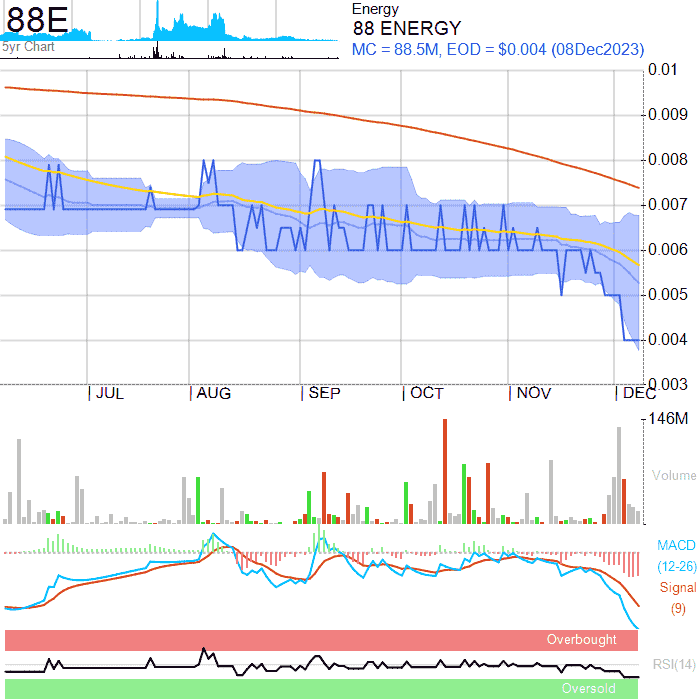 88E
5yr Chart
Energy
88 ENERGY
MC = 88.5M, EOD = $0.004 (08Dec2023)
0.01
0.009
0.008
0.007
0.006
0.005
0.004
0.003
JUL
AUG
SEP
OCT
NOV
DEC
146M
Volume
MACD
(12-26)
Signal
(9)
Overbought
RSI(14)
Oversold